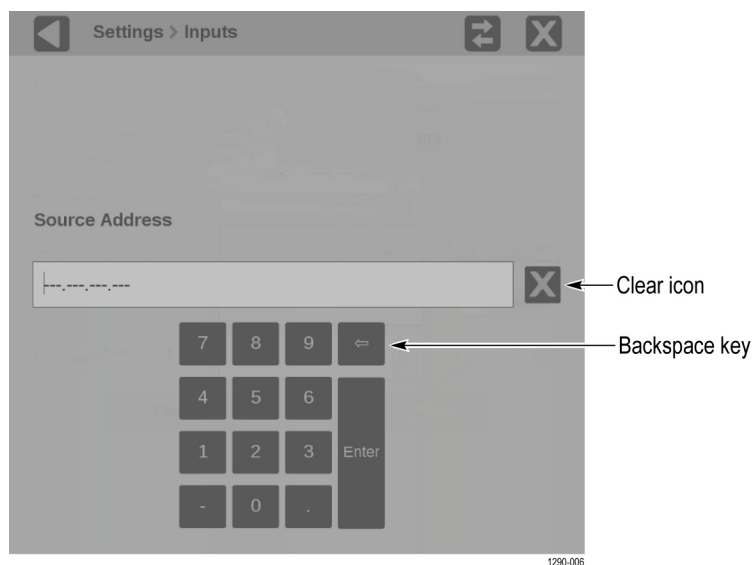 Settings > Inputs
Source Address
---.---.---.---
Clear icon
7 8 9 ⇦
Backspace key
4 5 6
1 2 3 Enter
- 0 .
1290-006